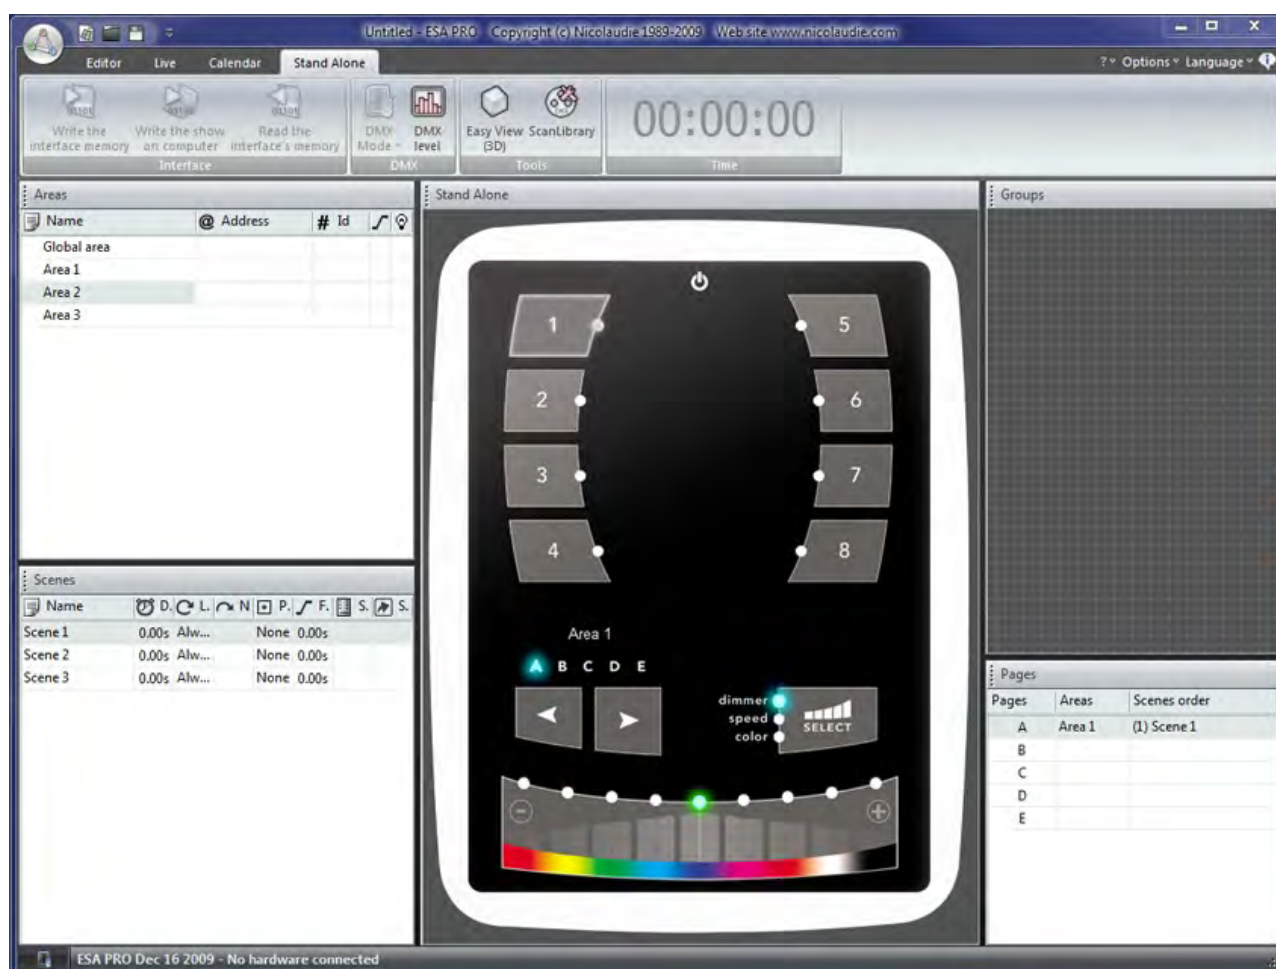 Untitled - ESA PRO Copyright (c) Nicolaudie 1989-2009 Web site www.nicolaudie.com
Editor Live Calendar Stand Alone
? Options Language
Write the interface memory
Write the show on computer
Read the interface's memory
Interface
DMX Mode
DMX level
DMX
Easy View (3D)
ScanLibrary
Tools
00:00:00
Time
Areas
Name @ Address # Id
Global area
Area 1
Area 2
Area 3
Scenes
Name D. L. N P. F. S. S.
Scene 1 0.00s Alw... None 0.00s
Scene 2 0.00s Alw... None 0.00s
Scene 3 0.00s Alw... None 0.00s
Stand Alone
1 5
2 6
3 7
4 8
Area 1
A B C D E
dimmer
speed
color
SELECT
Groups
Pages
Pages Areas Scenes order
A Area 1 (1) Scene 1
B
C
D
E
ESA PRO Dec 16 2009 - No hardware connected